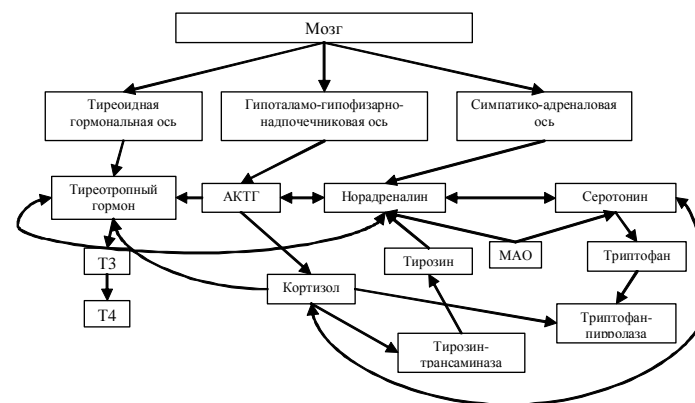 Мозг
Тиреоидная
гормональная ось
Гипоталамо-гипофизарно-
надпочечниковая ось
Симпатико-адреналовая
ось
Тиреотропный
гормон
АКТГ
Норадреналин
Серотонин
Т3
Тирозин
МАО
Триптофан
Кортизол
Т4
Тирозин-
трансаминаза
Триптофан-
пирролаза